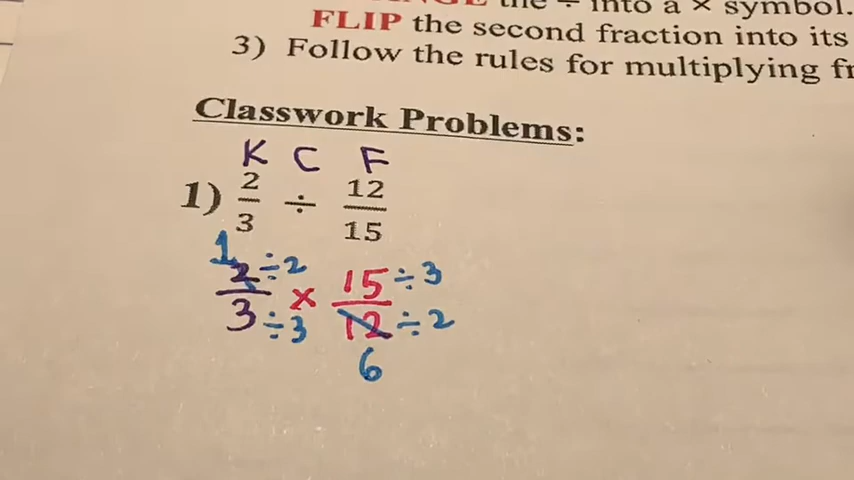 the ÷ into a × symbol.
FLIP the second fraction into its
3) Follow the rules for multiplying
Classwork Problems:
K C F
1) 2/3 ÷ 12/15
1 2 ÷2 15 ÷3
×
3 ÷3 12 ÷2
6